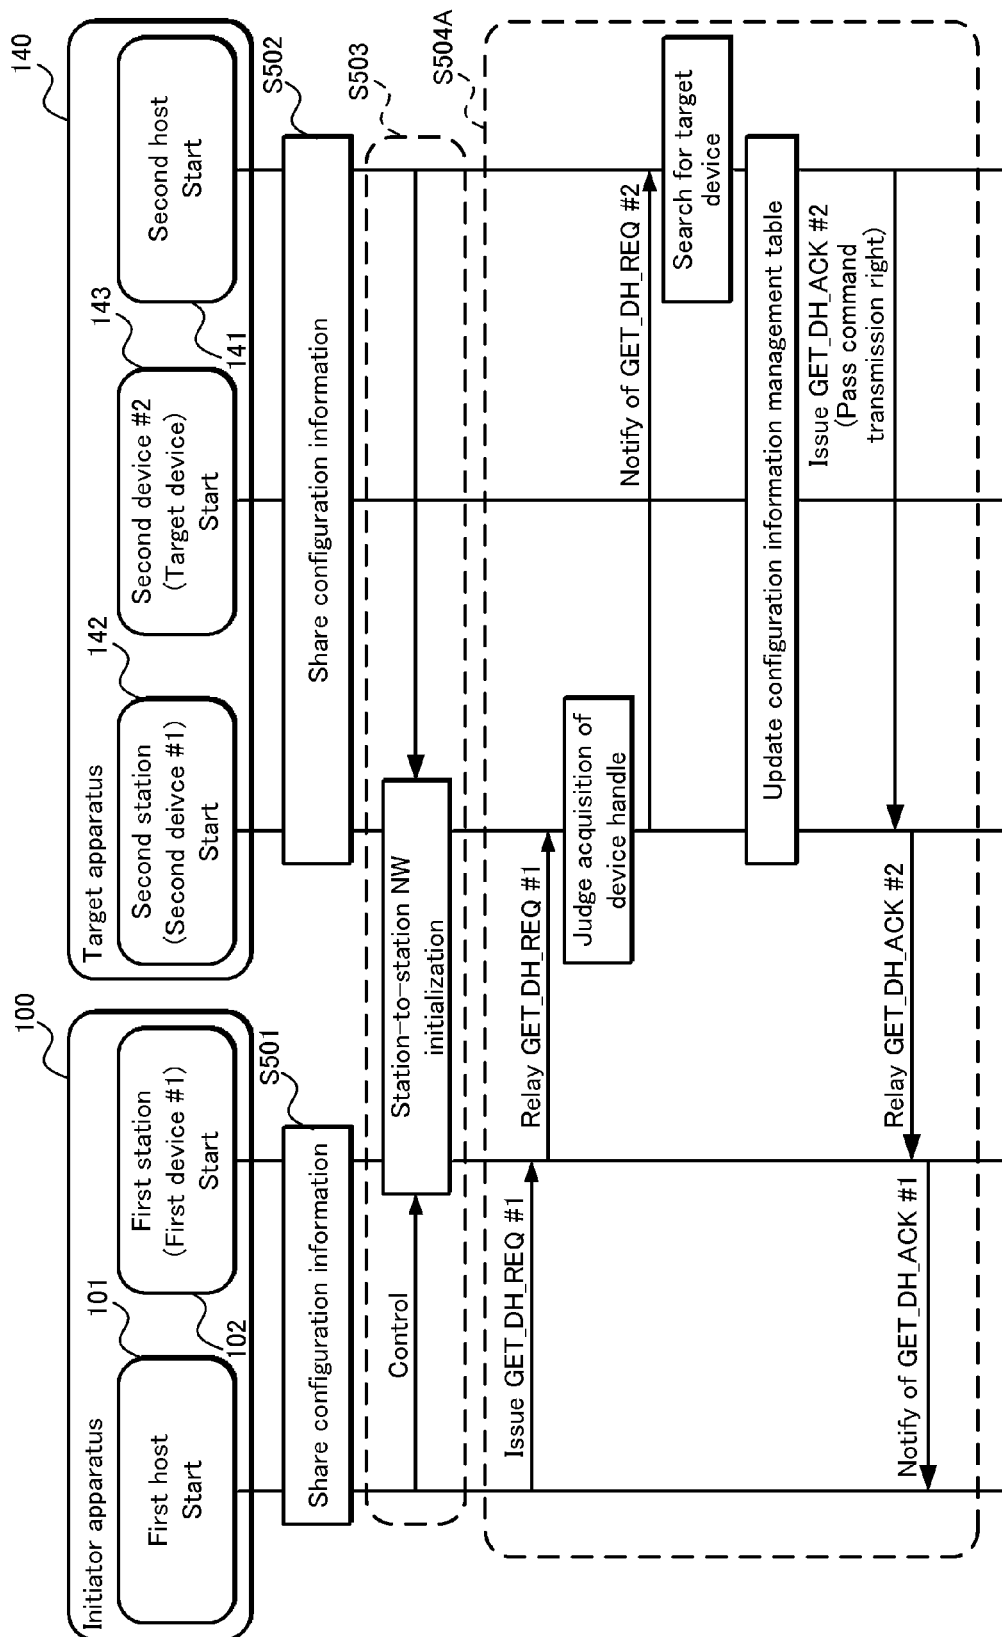 Initiator apparatus
100
101
First host
Start
102
First station
(First device #1)
Start
Target apparatus
140
142
Second station
(Second deivce #1)
Start
143
Second device #2
(Target device)
Start
141
Second host
Start
S501
Share configuration information
S502
Share configuration information
S503
Control
Station-to-station NW
initialization
S504A
Issue GET_DH_REQ #1
Relay GET_DH_REQ #1
Judge acquisition of
device handle
Notify of GET_DH_REQ #2
Search for target
device
Update configuration information management table
Issue GET_DH_ACK #2
(Pass command
transmission right)
Relay GET_DH_ACK #2
Notify of GET_DH_ACK #1